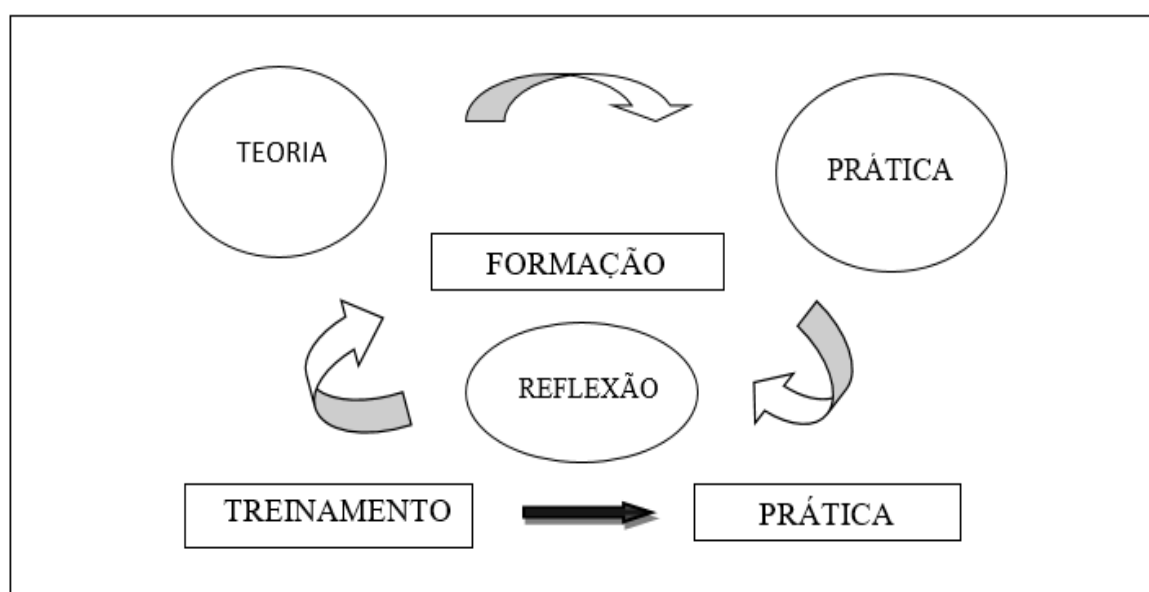 TEORIA
PRÁTICA
FORMAÇÃO
REFLEXÃO
TREINAMENTO
PRÁTICA